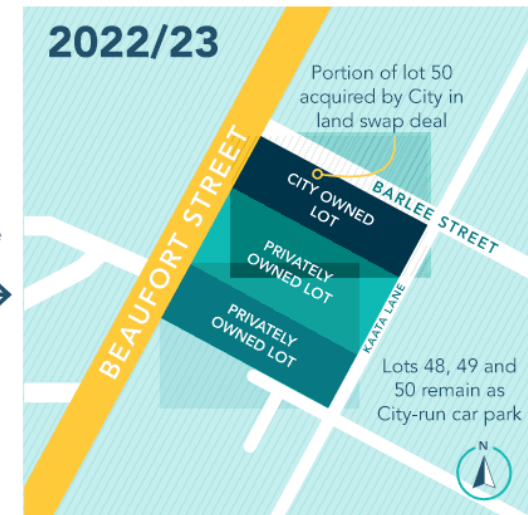 2022/23
Portion of lot 50
acquired by City in
land swap deal
BEAUFORT STREET
BARLEE STREET
CITY OWNED
LOT
PRIVATELY
OWNED LOT
PRIVATELY
OWNED LOT
KAATA LANE
Lots 48, 49 and
50 remain as
City-run car park
N